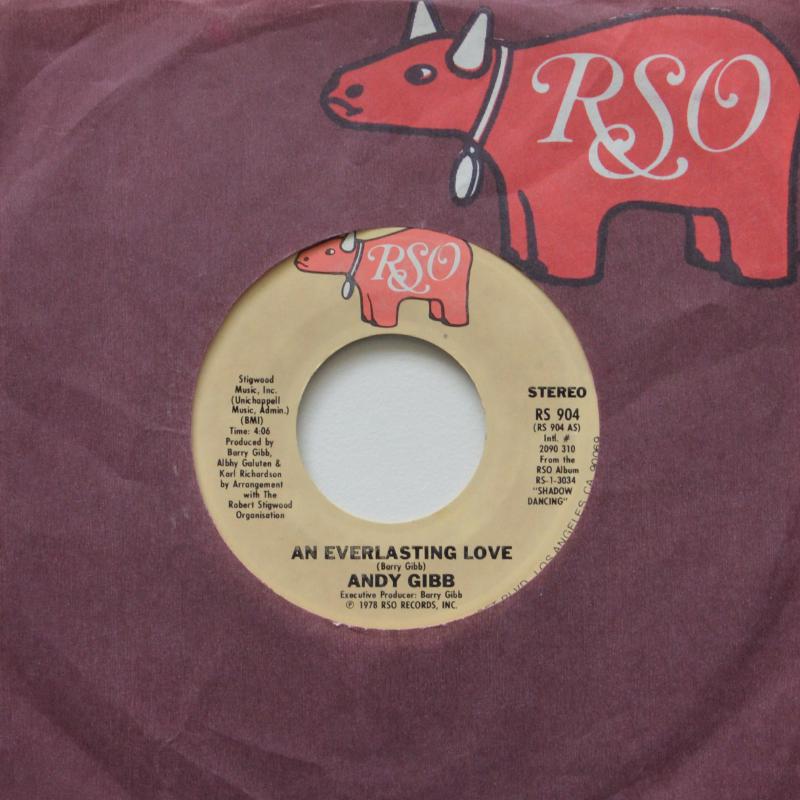 RSO
RSO
Stigwood
Music, Inc.
(Unichappell
Music, Admin.)
(BMI)
Time: 4:06
Produced by
Barry Gibb,
Albhy Galuten &
Karl Richardson
by Arrangement
with The
Robert Stigwood
Organisation
STEREO
RS 904
(RS 904 AS)
Intl. #
2090 310
From the
RSO Album
RS-1-3034
"SHADOW
DANCING"
AN EVERLASTING LOVE
(Barry Gibb)
ANDY GIBB
Executive Producer: Barry Gibb
℗ 1978 RSO RECORDS, INC.
BLVD., LOS ANGELES, CA. 90069